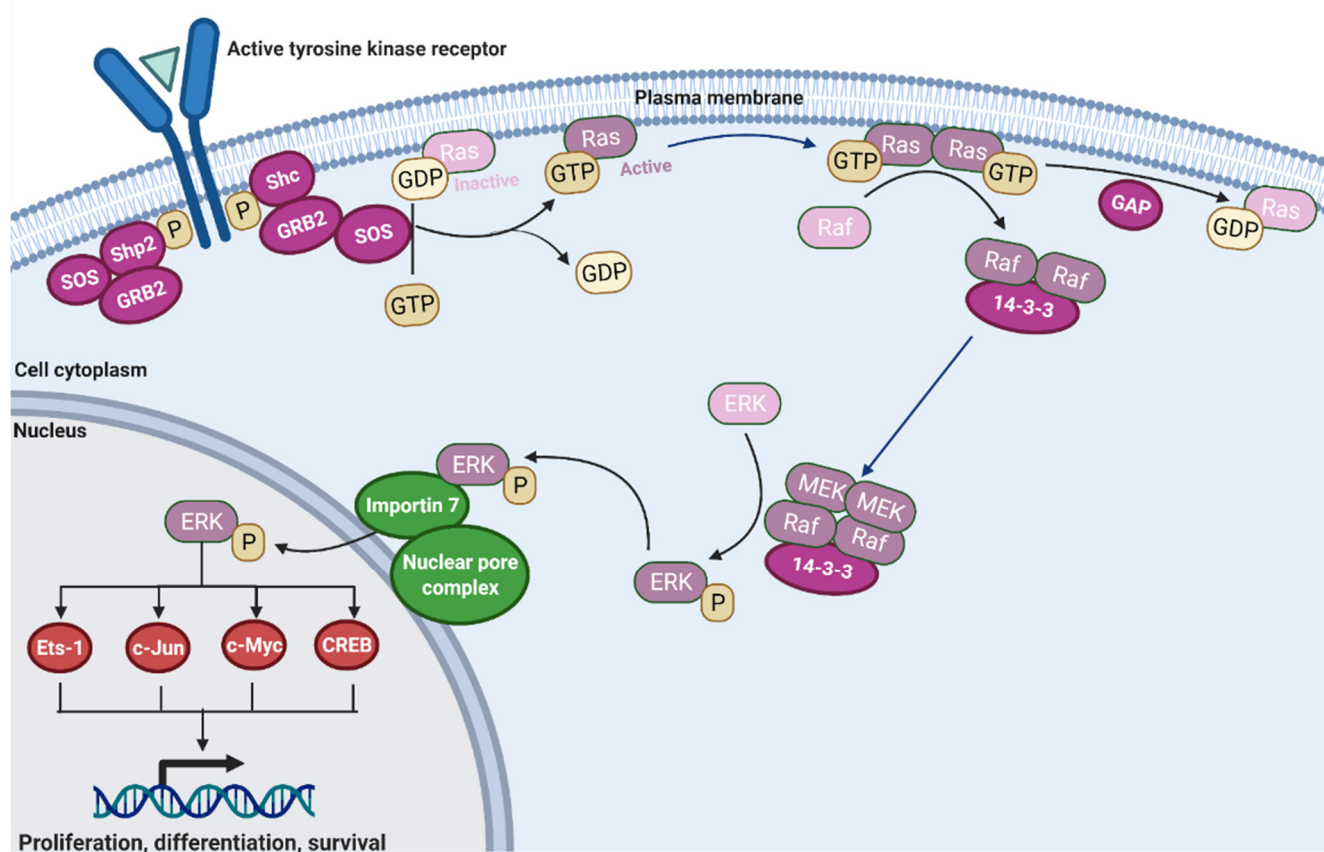 Active tyrosine kinase receptor
Plasma membrane
Ras
GDP
Inactive
Ras
GTP
Active
GTP
Ras
Ras
GTP
GAP
Ras
GDP
Shc
P
GRB2
SOS
P
Shp2
SOS
GRB2
GTP
GDP
Raf
Raf
Raf
14-3-3
Cell cytoplasm
Nucleus
ERK
ERK
P
Importin 7
Nuclear pore
complex
MEK
MEK
Raf
Raf
14-3-3
ERK
P
ERK
P
Ets-1
c-Jun
c-Myc
CREB
Proliferation, differentiation, survival